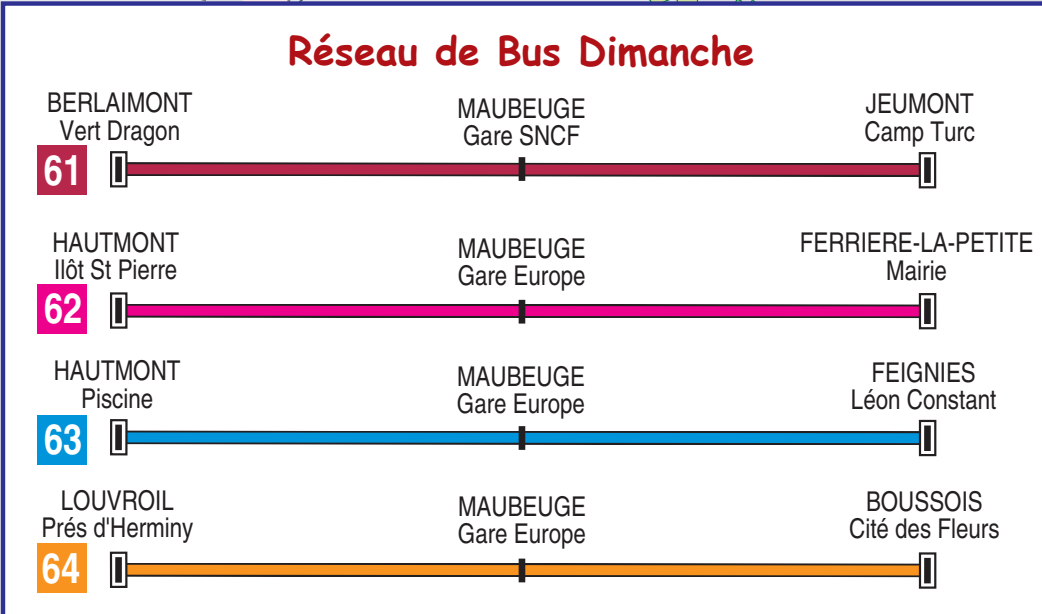 Réseau de Bus Dimanche
BERLAIMONT
Vert Dragon
MAUBEUGE
Gare SNCF
JEUMONT
Camp Turc
61
HAUTMONT
Ilôt St Pierre
MAUBEUGE
Gare Europe
FERRIERE-LA-PETITE
Mairie
62
HAUTMONT
Piscine
MAUBEUGE
Gare Europe
FEIGNIES
Léon Constant
63
LOUVROIL
Prés d'Herminy
MAUBEUGE
Gare Europe
BOUSSOIS
Cité des Fleurs
64